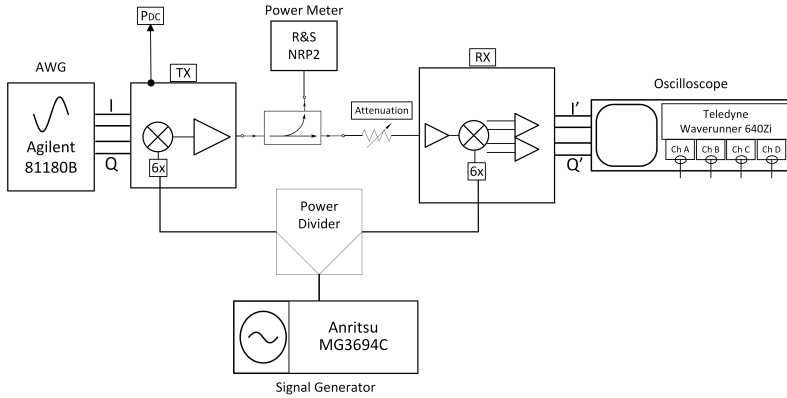 PDC
Power Meter
R&S
NRP2
AWG
TX
RX
Oscilloscope
I
Agilent
81180B
Q
6x
Attenuation
6x
I'
Q'
Teledyne
Waverunner 640Zi
Ch A
Ch B
Ch C
Ch D
Power
Divider
Anritsu
MG3694C
Signal Generator